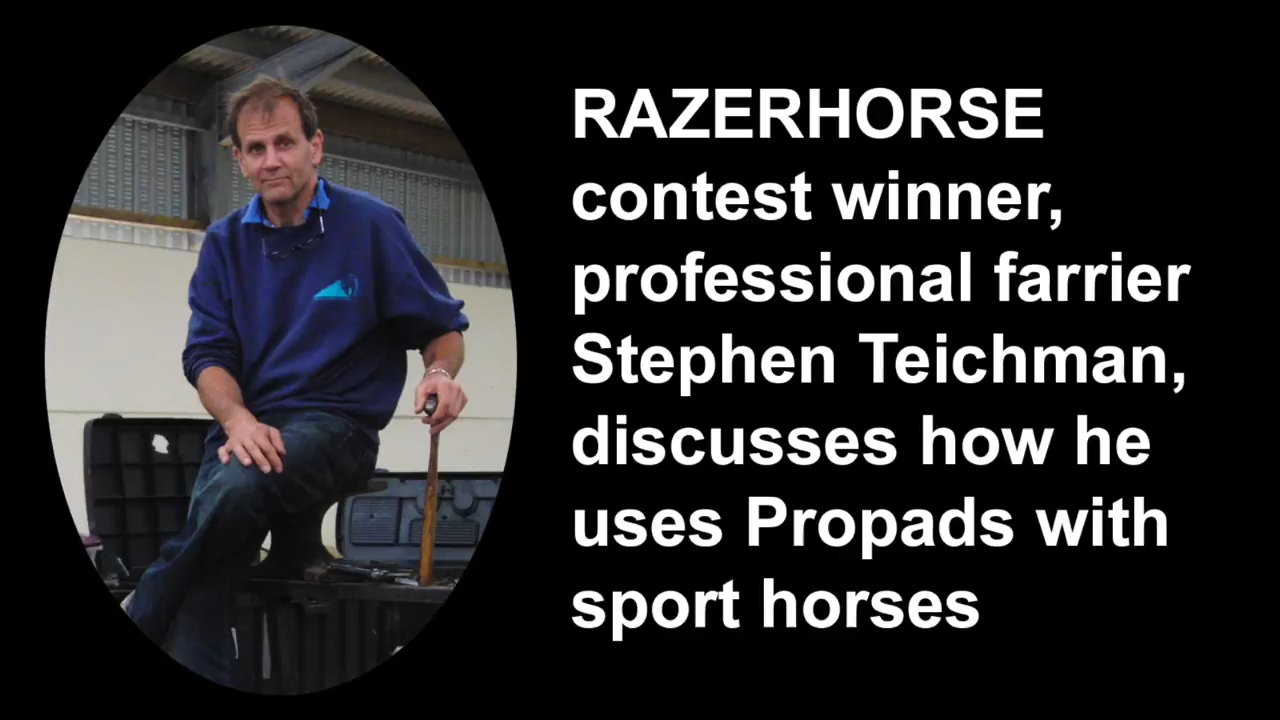 RAZERHORSE
contest winner,
professional farrier
Stephen Teichman,
discusses how he
uses Propads with
sport horses